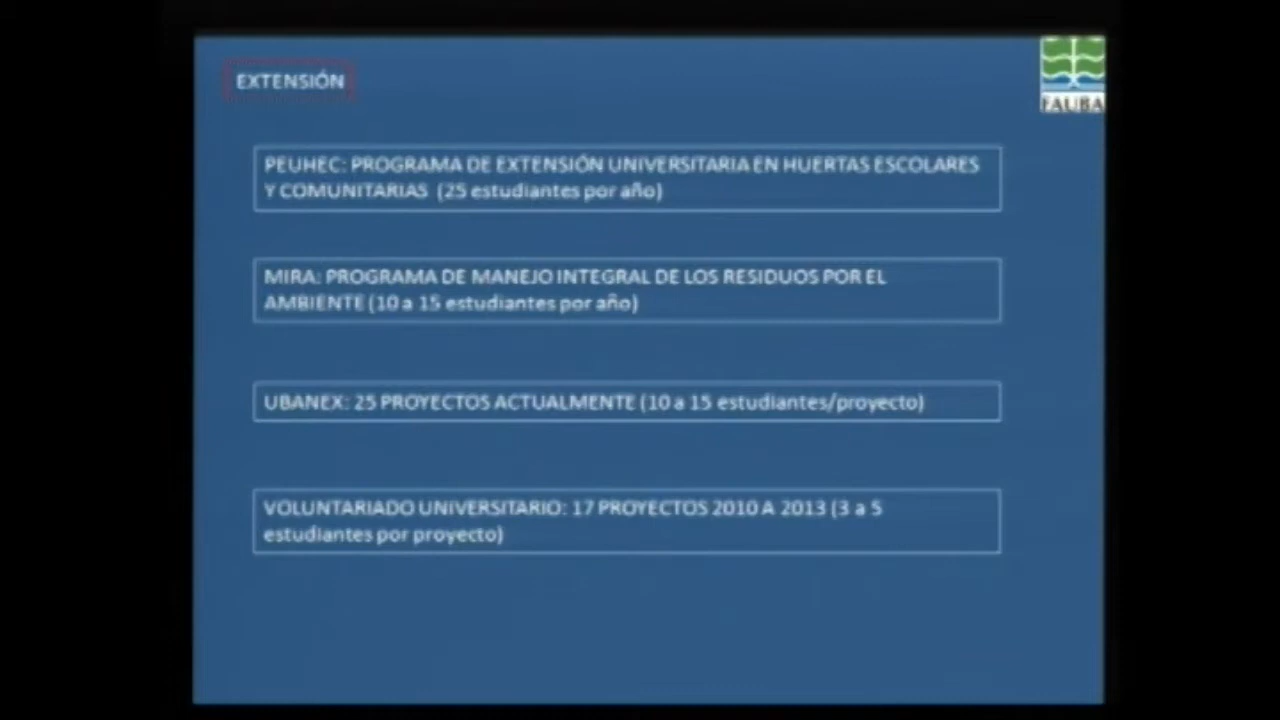 EXTENSIÓN
FAUBA
PEUHEC: PROGRAMA DE EXTENSIÓN UNIVERSITARIA EN HUERTAS ESCOLARES
Y COMUNITARIAS (25 estudiantes por año)
MIRA: PROGRAMA DE MANEJO INTEGRAL DE LOS RESIDUOS POR EL
AMBIENTE (10 a 15 estudiantes por año)
UBANEX: 25 PROYECTOS ACTUALMENTE (10 a 15 estudiantes/proyecto)
VOLUNTARIADO UNIVERSITARIO: 17 PROYECTOS 2010 A 2013 (3 a 5
estudiantes por proyecto)